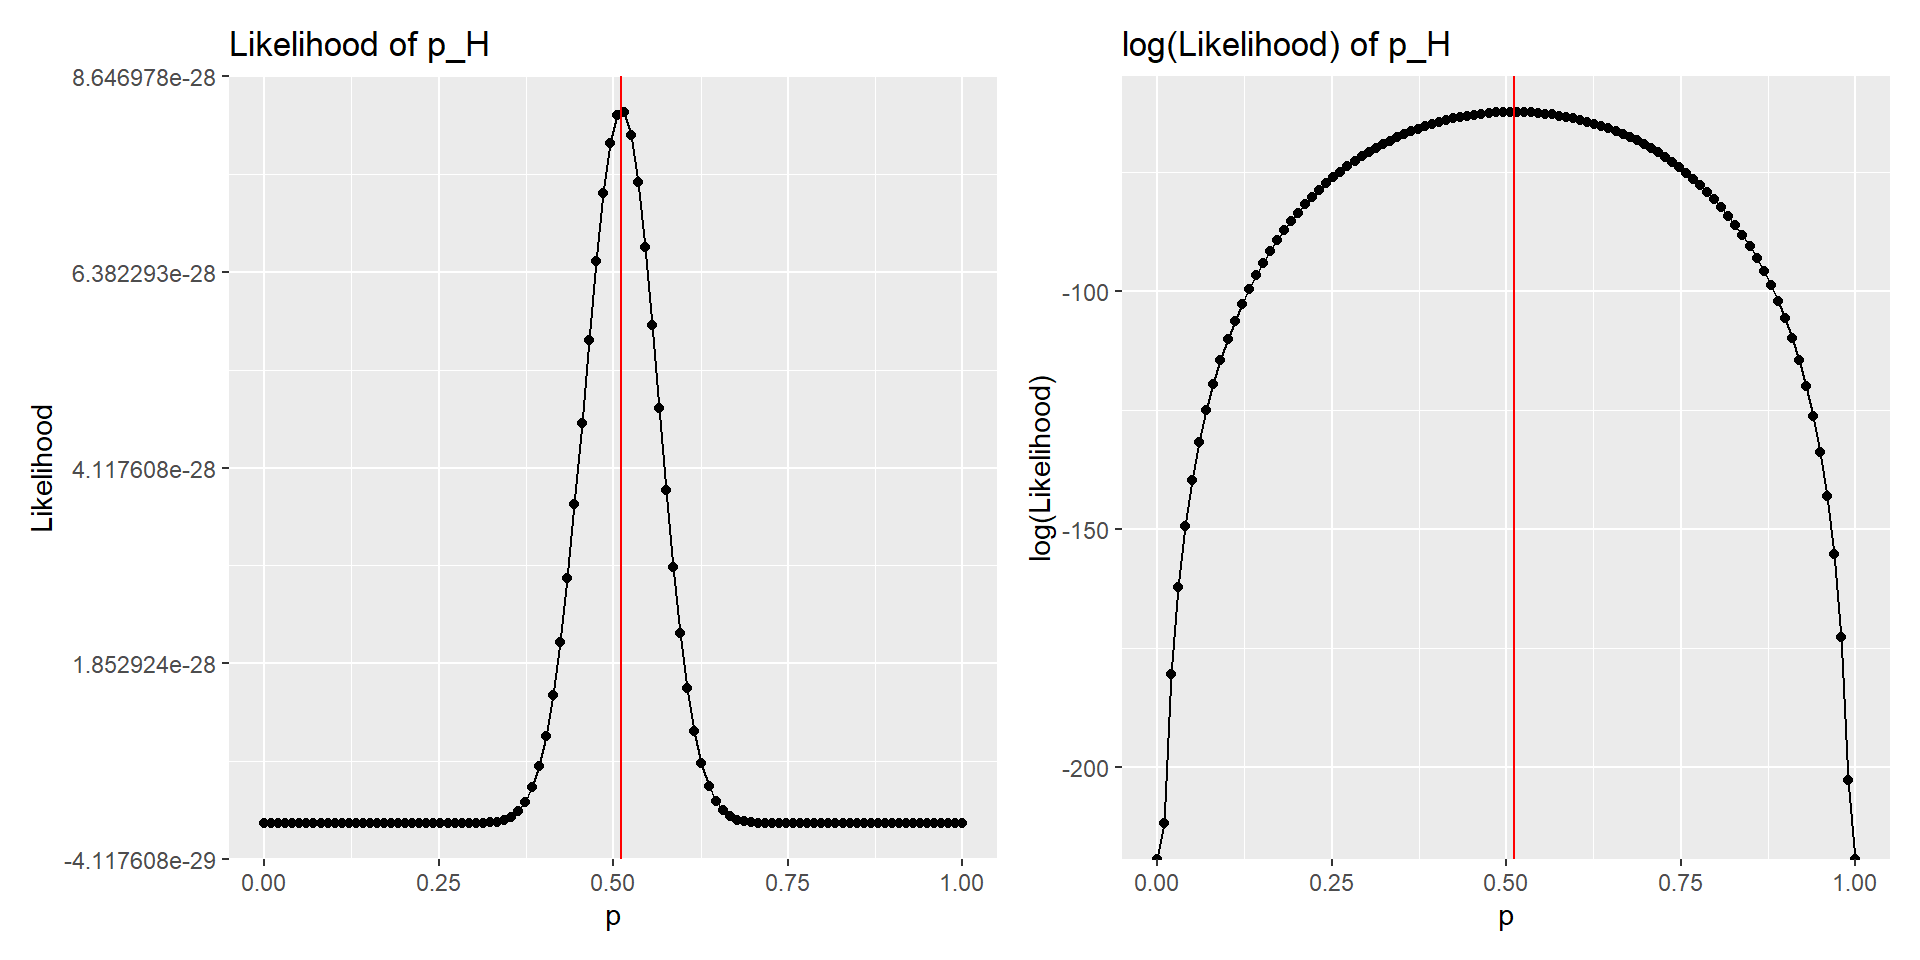 Likelihood of p_H
8.646978e-28
6.382293e-28
4.117608e-28
1.852924e-28
-4.117608e-29
Likelihood
0.00 0.25 0.50 0.75 1.00
p
log(Likelihood) of p_H
-100
-150
-200
log(Likelihood)
0.00 0.25 0.50 0.75 1.00
p